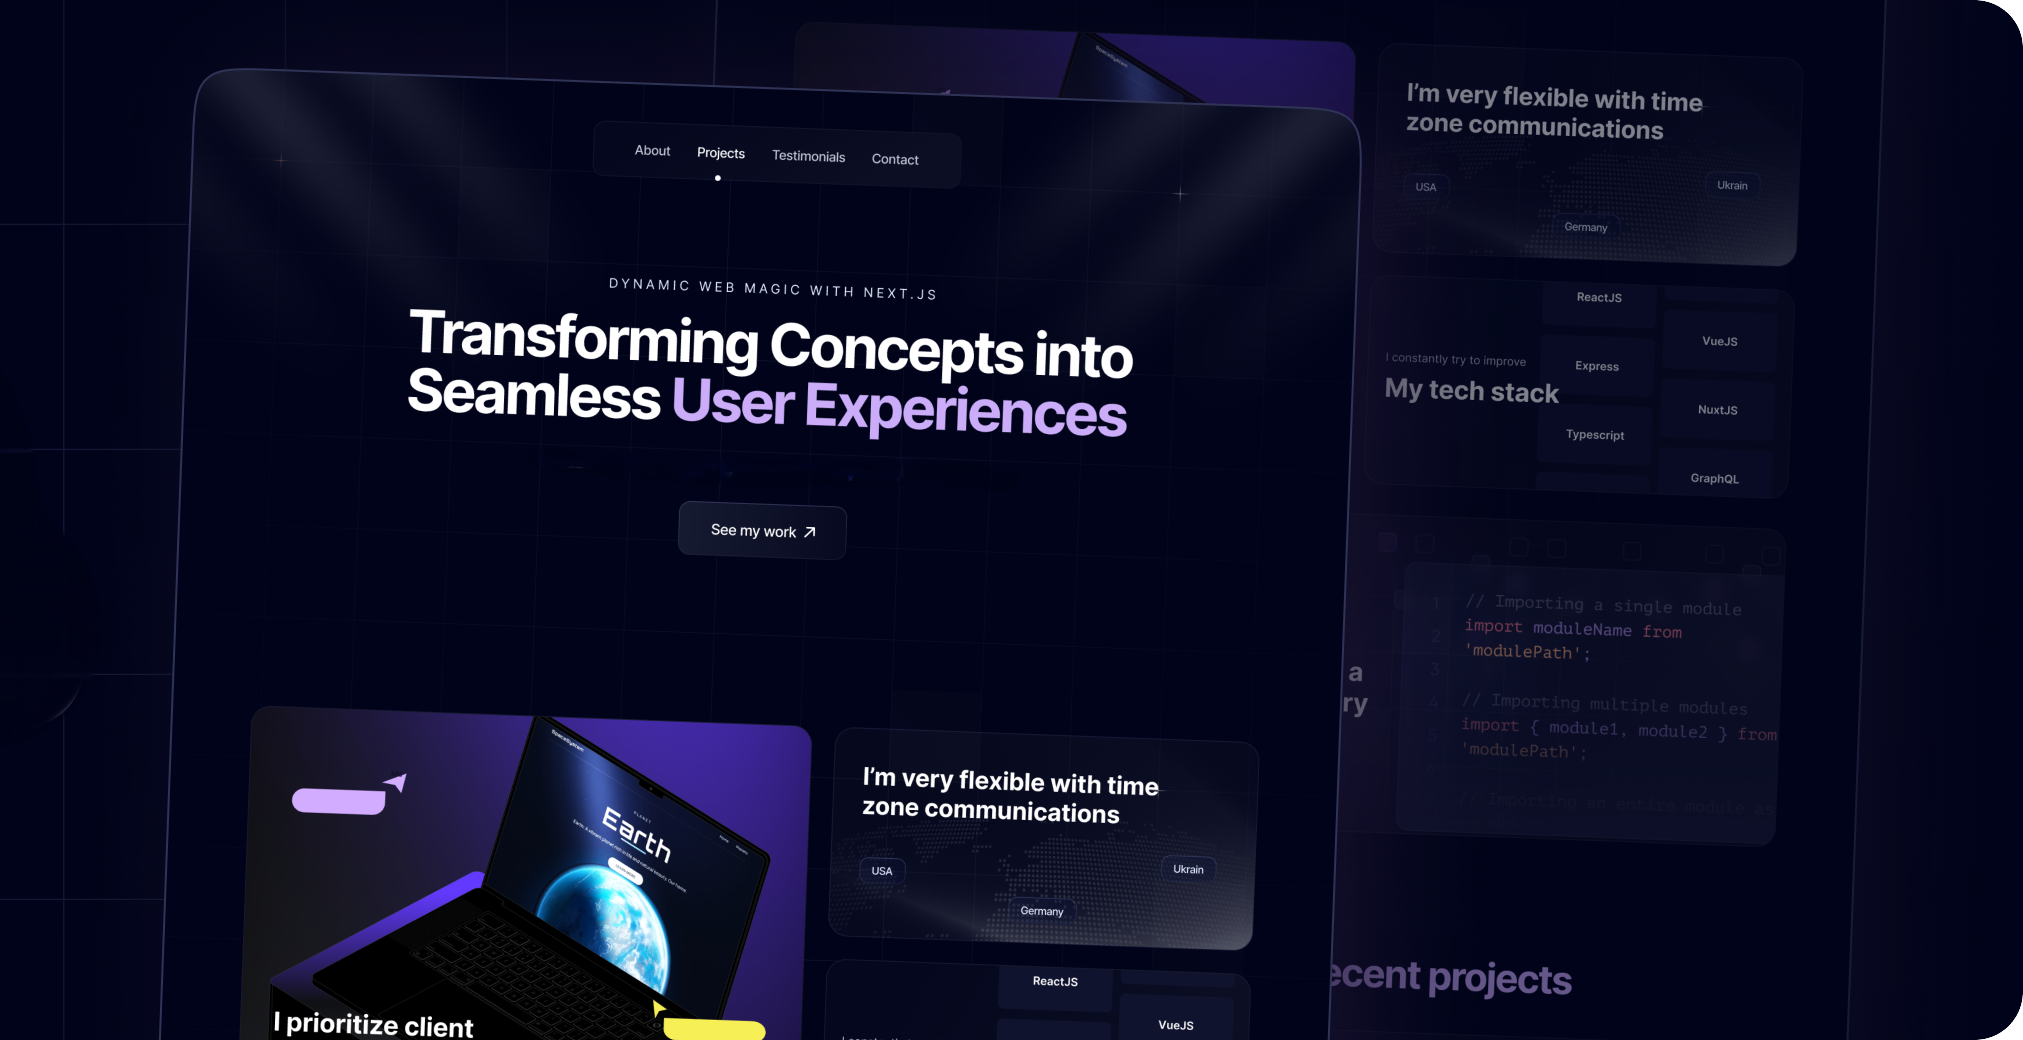 About
Projects
Testimonials
Contact
DYNAMIC WEB MAGIC WITH NEXT.JS
Transforming Concepts into
Seamless User Experiences
See my work
SpaceSystem
PLANET
Earth
I prioritize client
I'm very flexible with time
zone communications
USA
Ukrain
Germany
ReactJS
VueJS
SpaceSystem
I'm very flexible with time
zone communications
USA
Ukrain
Germany
ReactJS
VueJS
I constantly try to improve
My tech stack
Express
NuxtJS
Typescript
GraphQL
a
ry
1 // Importing a single module
2 import moduleName from
'modulePath';
3
4 // Importing multiple modules
5 import { module1, module2 } from
'modulePath';
// Importing an entire module as
ecent projects